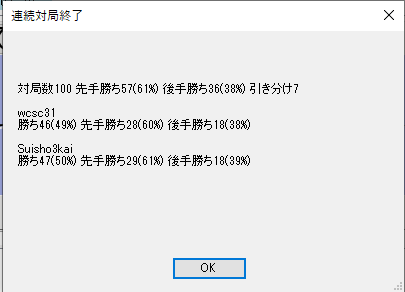 連続対局終了
対局数100 先手勝ち57(61%) 後手勝ち36(38%) 引き分け7
wcsc31
勝ち46(49%) 先手勝ち28(60%) 後手勝ち18(38%)
Suisho3kai
勝ち47(50%) 先手勝ち29(61%) 後手勝ち18(39%)
OK